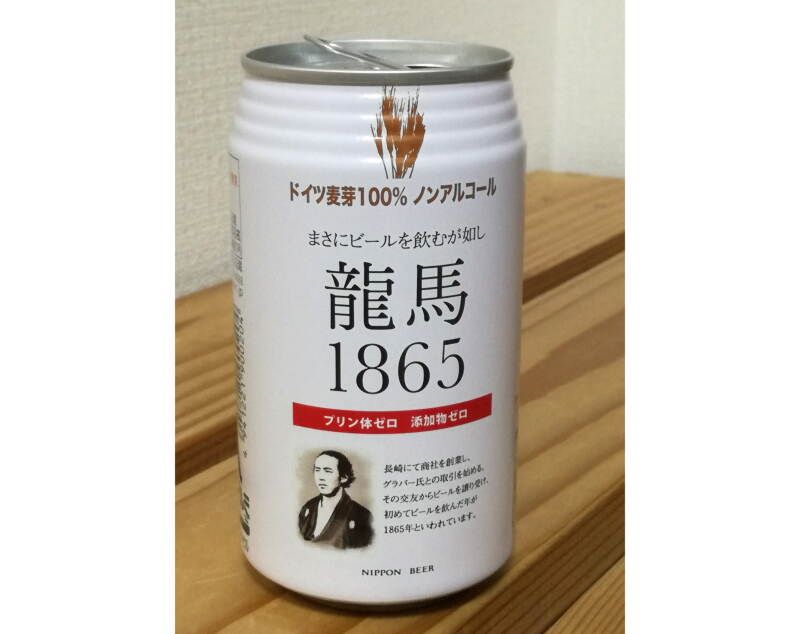 ドイツ麦芽100% ノンアルコール
まさにビールを飲むが如し
龍馬
1865
プリン体ゼロ 添加物ゼロ
長崎にて商社を創業し、
グラバー氏との取引を始める。
その交友からビールを譲り受け、
初めてビールを飲んだ年が
1865年といわれています。
NIPPON BEER